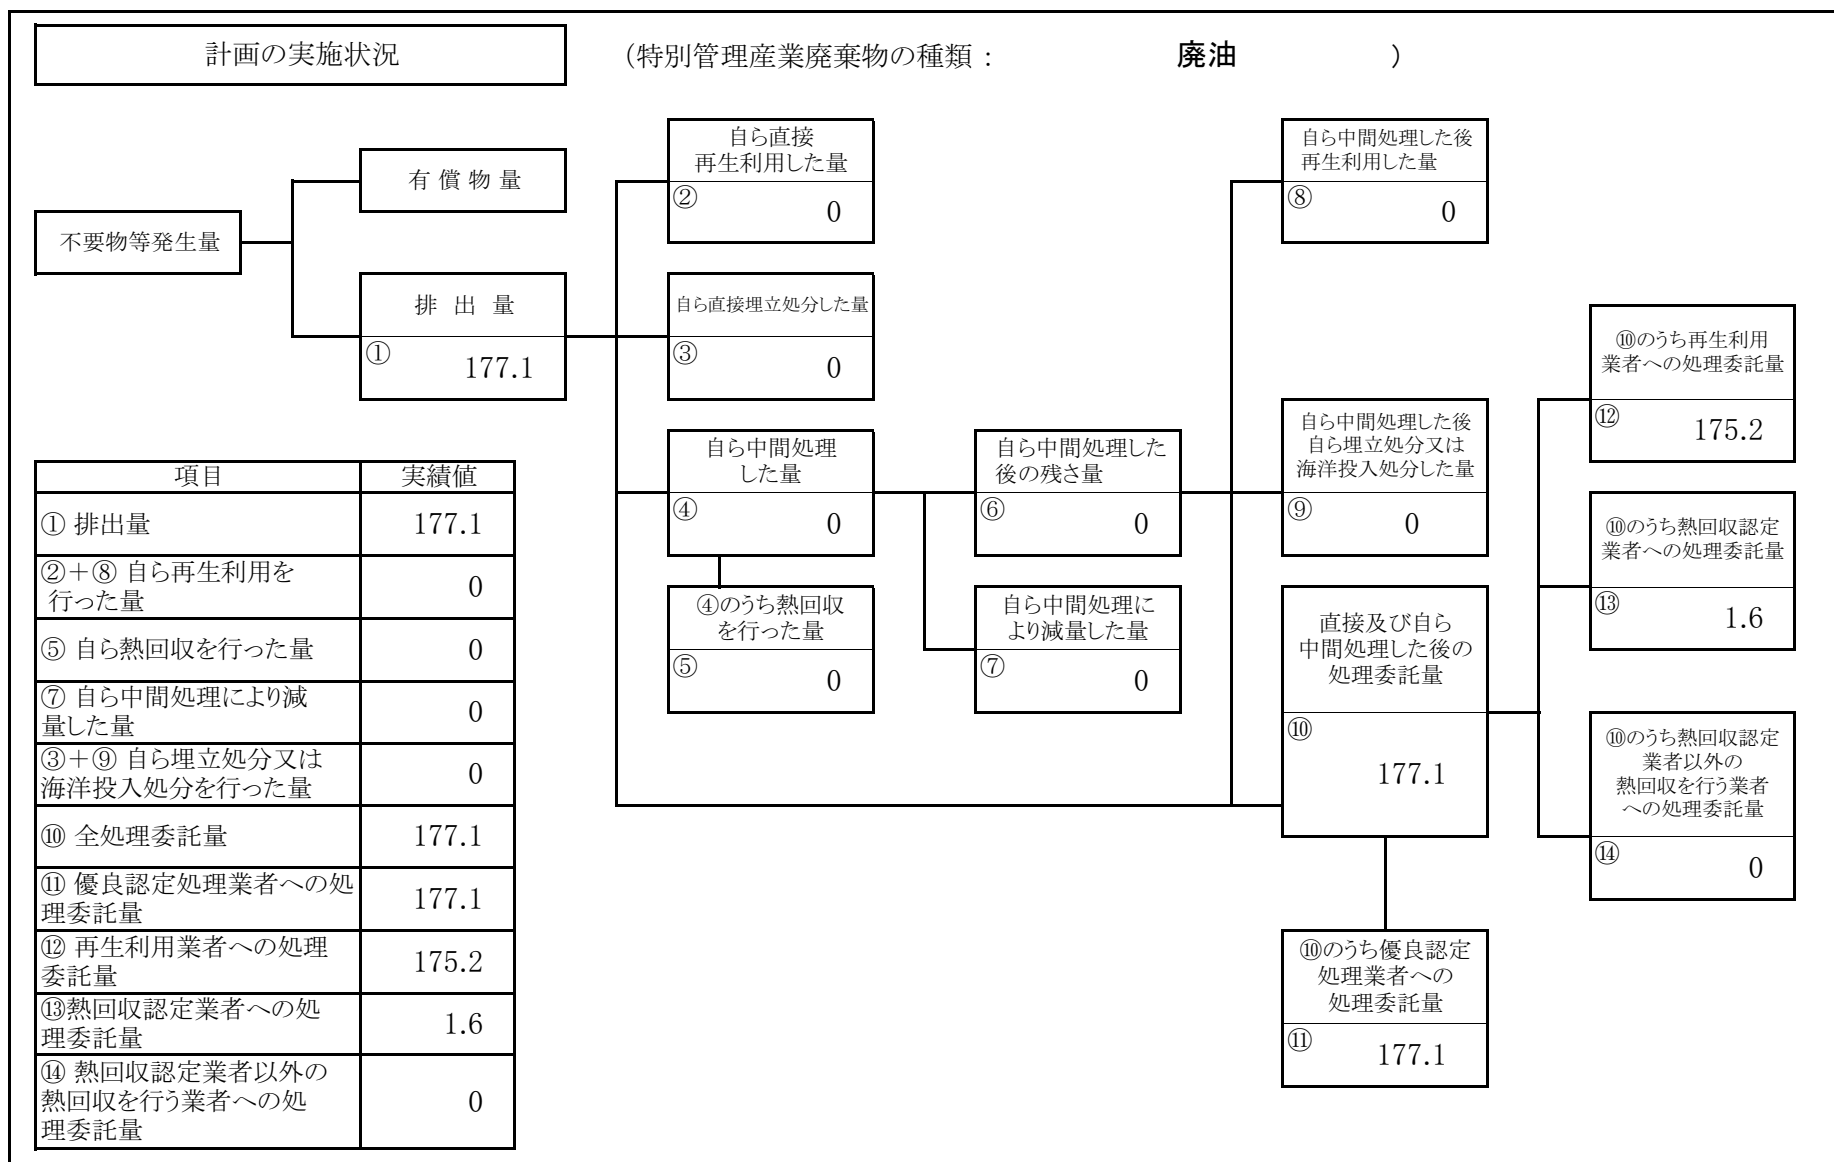 計画の実施状況
（特別管理産業廃棄物の種類： 廃油 ）
不要物等発生量
有償物量
排出量
① 177.1
自ら直接
再生利用した量
② 0
自ら直接埋立処分した量
③ 0
自ら中間処理
した量
④ 0
④のうち熱回収
を行った量
⑤ 0
自ら中間処理した
後の残さ量
⑥ 0
自ら中間処理に
より減量した量
⑦ 0
自ら中間処理した後
再生利用した量
⑧ 0
自ら中間処理した後
自ら埋立処分又は
海洋投入処分した量
⑨ 0
直接及び自ら
中間処理した後の
処理委託量
⑩
177.1
⑩のうち優良認定
処理業者への
処理委託量
⑪ 177.1
⑩のうち再生利用
業者への処理委託量
⑫ 175.2
⑩のうち熱回収認定
業者への処理委託量
⑬ 1.6
⑩のうち熱回収認定
業者以外の
熱回収を行う業者
への処理委託量
⑭ 0
項目 実績値
① 排出量 177.1
②＋⑧ 自ら再生利用を
行った量 0
⑤ 自ら熱回収を行った量 0
⑦ 自ら中間処理により減
量した量 0
③＋⑨ 自ら埋立処分又は
海洋投入処分を行った量 0
⑩ 全処理委託量 177.1
⑪ 優良認定処理業者への処
理委託量 177.1
⑫ 再生利用業者への処理
委託量 175.2
⑬熱回収認定業者への処
理委託量 1.6
⑭ 熱回収認定業者以外の
熱回収を行う業者への処
理委託量 0